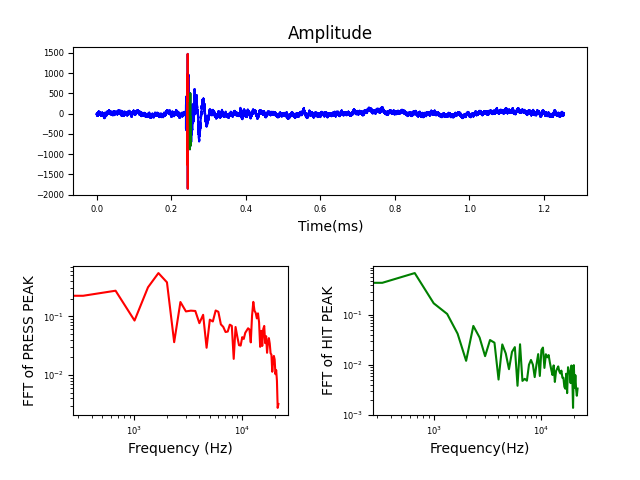 Amplitude
1500
1000
500
0
−500
−1000
−1500
−2000
0.0 0.2 0.4 0.6 0.8 1.0 1.2
Time(ms)
FFT of PRESS PEAK
10⁻¹
10⁻²
10³ 10⁴
Frequency (Hz)
FFT of HIT PEAK
10⁻¹
10⁻²
10⁻³
10³ 10⁴
Frequency(Hz)